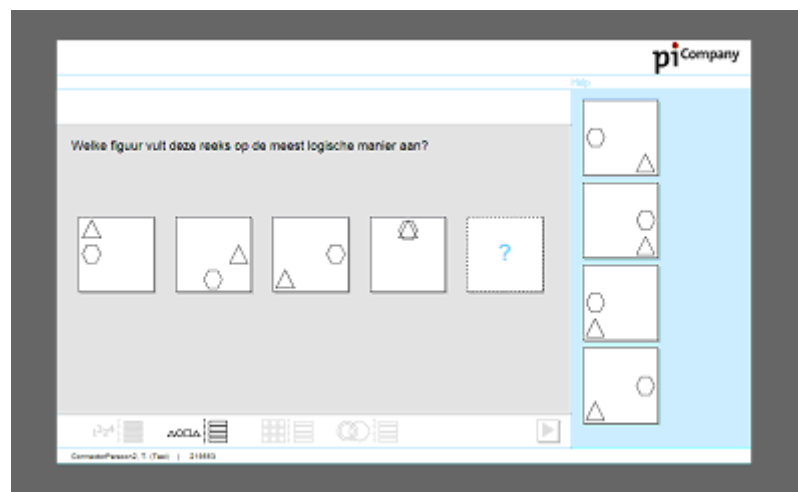 pi Company
Help
Welke figuur vult deze reeks op de meest logische manier aan?
?